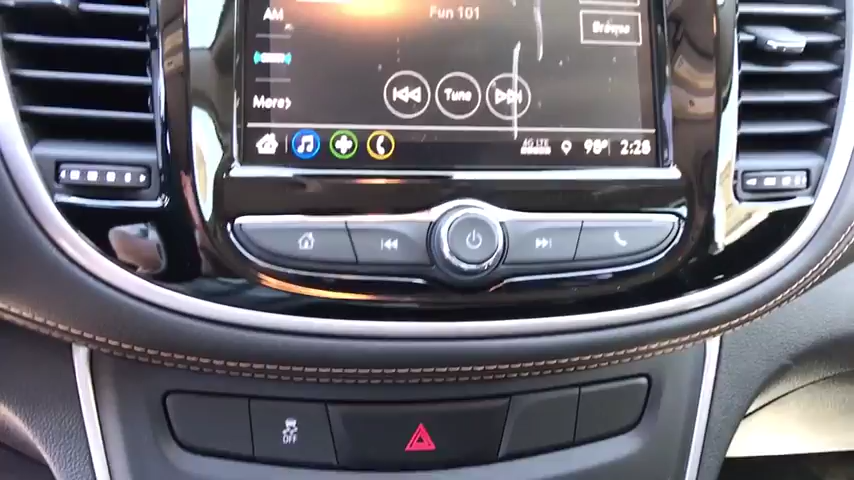 AM
Fun 101
Browse
More
Tune
4G LTE
98° 2:28
OFF